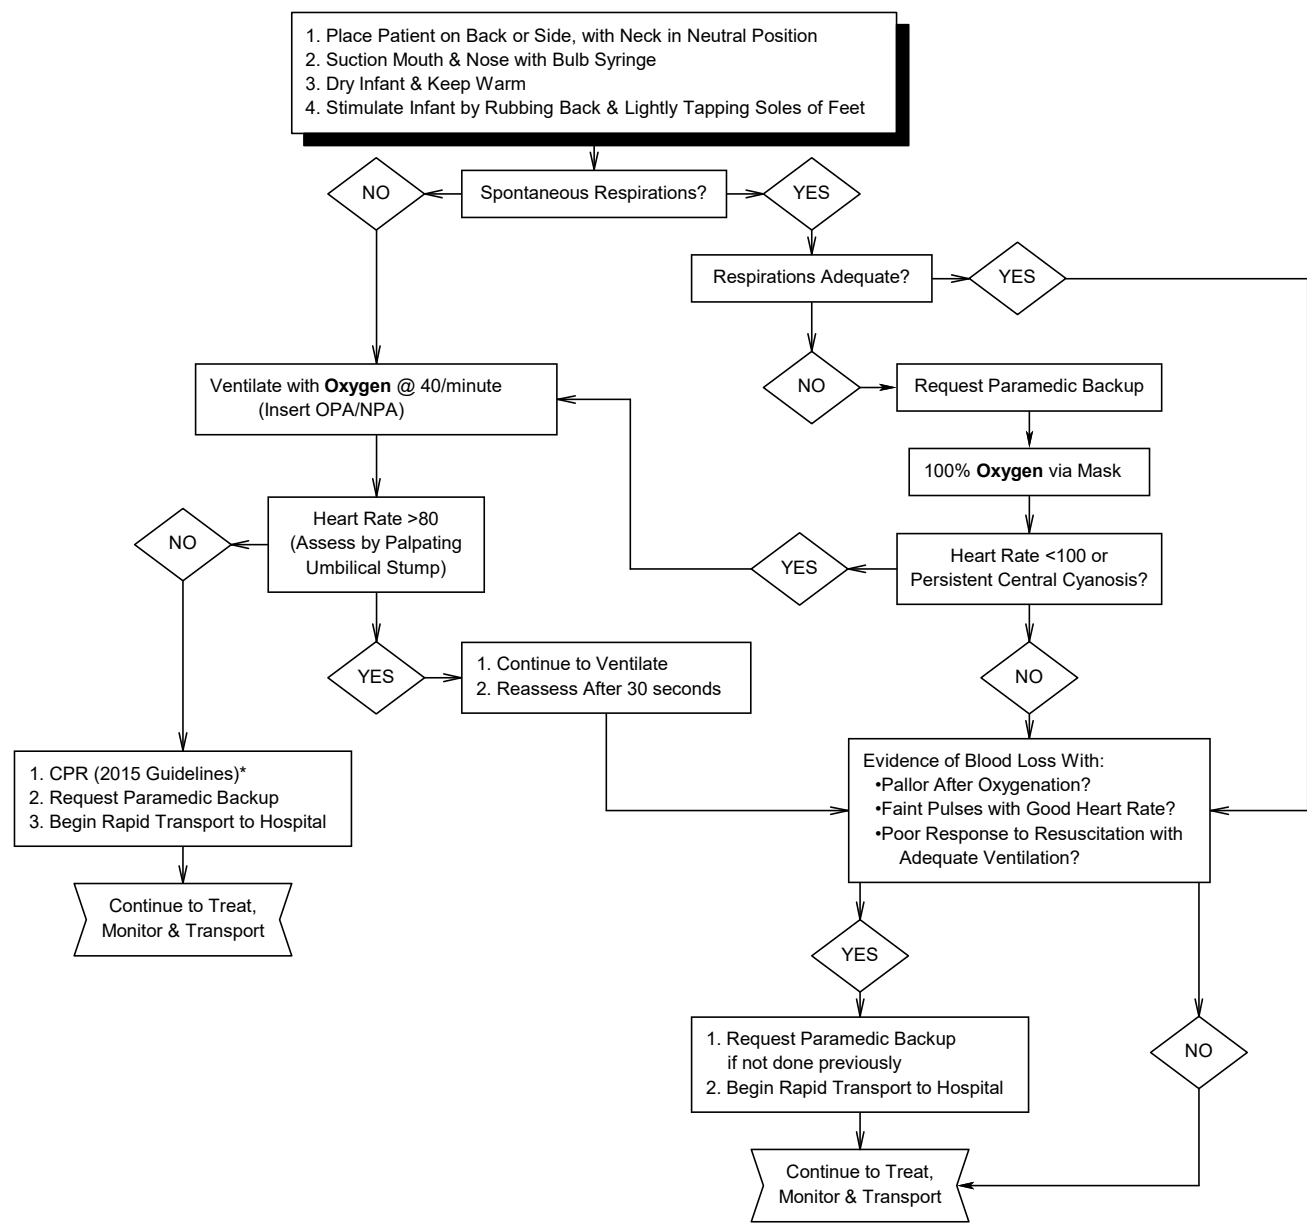 1. Place Patient on Back or Side, with Neck in Neutral Position
2. Suction Mouth & Nose with Bulb Syringe
3. Dry Infant & Keep Warm
4. Stimulate Infant by Rubbing Back & Lightly Tapping Soles of Feet
NO
Spontaneous Respirations?
YES
Respirations Adequate?
YES
NO
Request Paramedic Backup
Ventilate with Oxygen @ 40/minute
(Insert OPA/NPA)
100% Oxygen via Mask
Heart Rate >80
(Assess by Palpating
Umbilical Stump)
NO
YES
Heart Rate <100 or
Persistent Central Cyanosis?
YES
1. Continue to Ventilate
2. Reassess After 30 seconds
NO
1. CPR (2015 Guidelines)*
2. Request Paramedic Backup
3. Begin Rapid Transport to Hospital
Evidence of Blood Loss With:
•Pallor After Oxygenation?
•Faint Pulses with Good Heart Rate?
•Poor Response to Resuscitation with
Adequate Ventilation?
Continue to Treat,
Monitor & Transport
YES
1. Request Paramedic Backup
if not done previously
2. Begin Rapid Transport to Hospital
NO
Continue to Treat,
Monitor & Transport